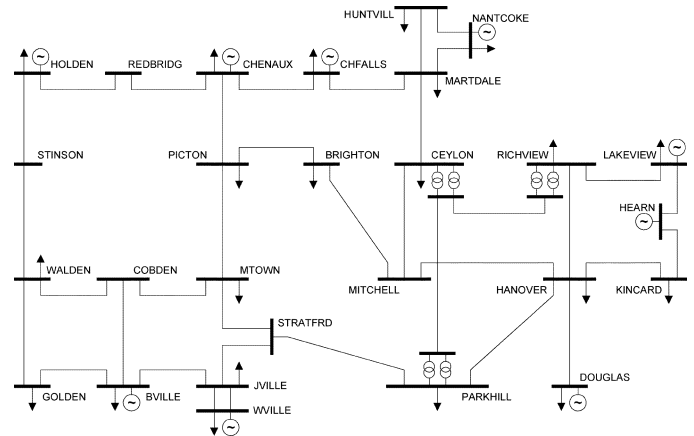 HUNTVILL
NANTCOKE
HOLDEN
REDBRIDG
CHENAUX
CHFALLS
MARTDALE
STINSON
PICTON
BRIGHTON
CEYLON
RICHVIEW
LAKEVIEW
HEARN
WALDEN
COBDEN
MTOWN
MITCHELL
HANOVER
KINCARD
STRATFRD
DOUGLAS
GOLDEN
BVILLE
JVILLE
PARKHILL
WVILLE